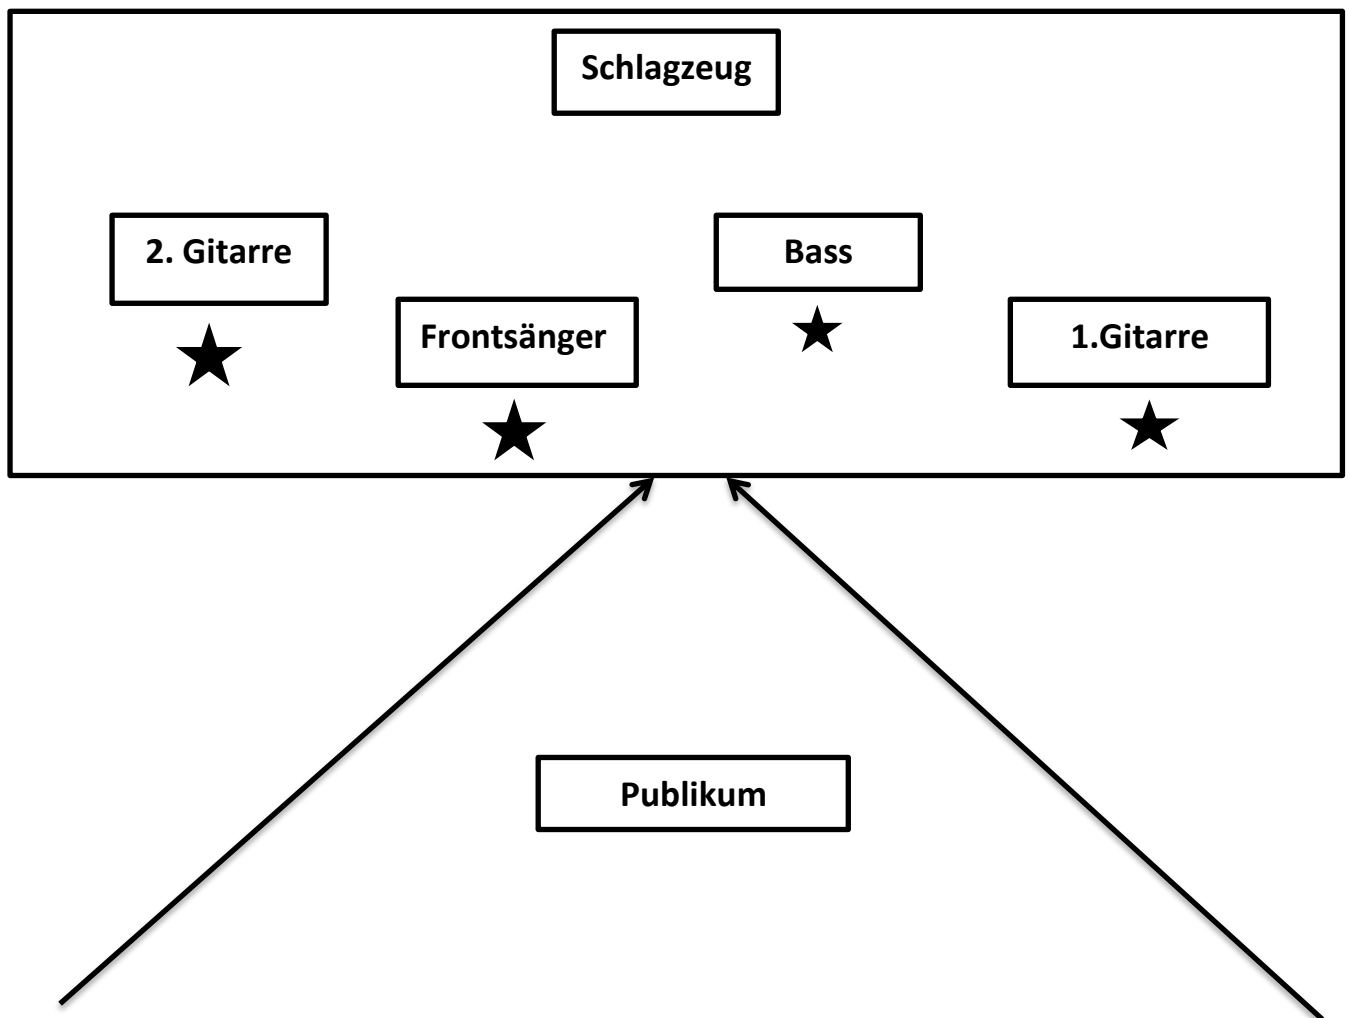 Schlagzeug
2. Gitarre
Bass
Frontsänger
1.Gitarre
Publikum